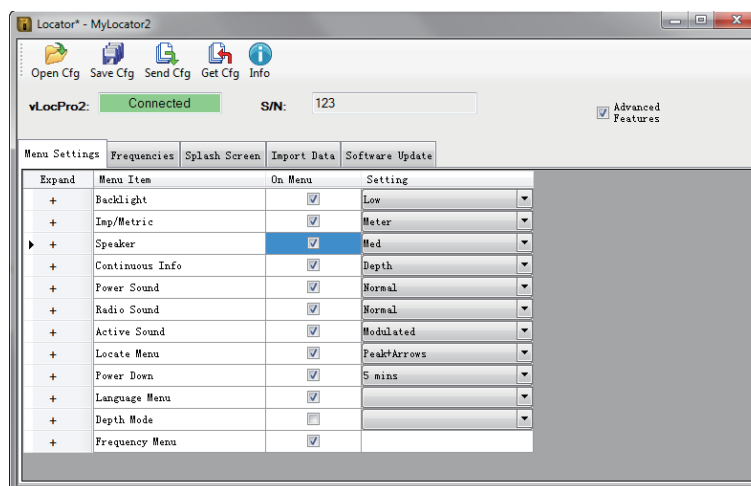 Locator* - MyLocator2
Open Cfg Save Cfg Send Cfg Get Cfg Info
vLocPro2: Connected S/N: 123 Advanced
Features
Menu Settings Frequencies Splash Screen Import Data Software Update
Expand Menu Item On Menu Setting
+ Backlight Low
+ Imp/Metric Meter
+ Speaker Med
+ Continuous Info Depth
+ Power Sound Normal
+ Radio Sound Normal
+ Active Sound Modulated
+ Locate Menu Peak+Arrows
+ Power Down 5 mins
+ Language Menu
+ Depth Mode
+ Frequency Menu